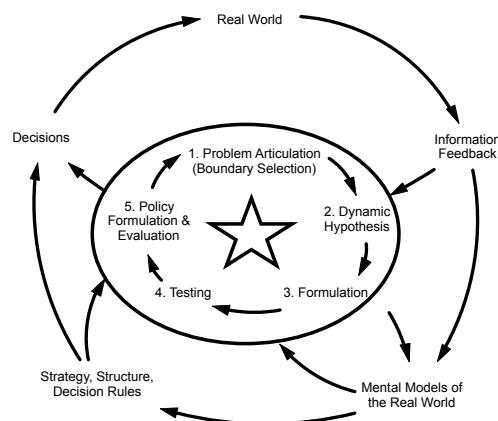 Real World
Decisions
Information
Feedback
1. Problem Articulation
(Boundary Selection)
5. Policy
Formulation &
Evaluation
2. Dynamic
Hypothesis
4. Testing
3. Formulation
Strategy, Structure,
Decision Rules
Mental Models of
the Real World